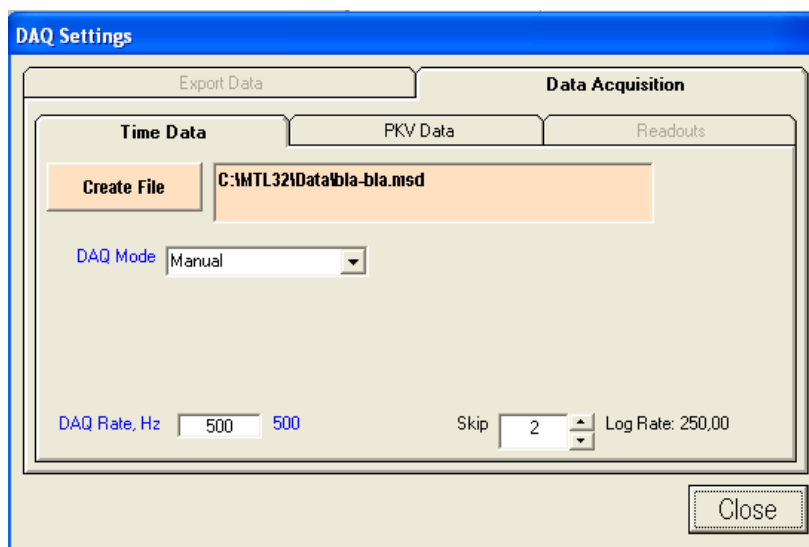 DAQ Settings
Export Data
Data Acquisition
Time Data
PKV Data
Readouts
Create File
C:\MTL32\Data\bla-bla.msd
DAQ Mode
Manual
DAQ Rate, Hz
500
500
Skip
2
Log Rate: 250,00
Close